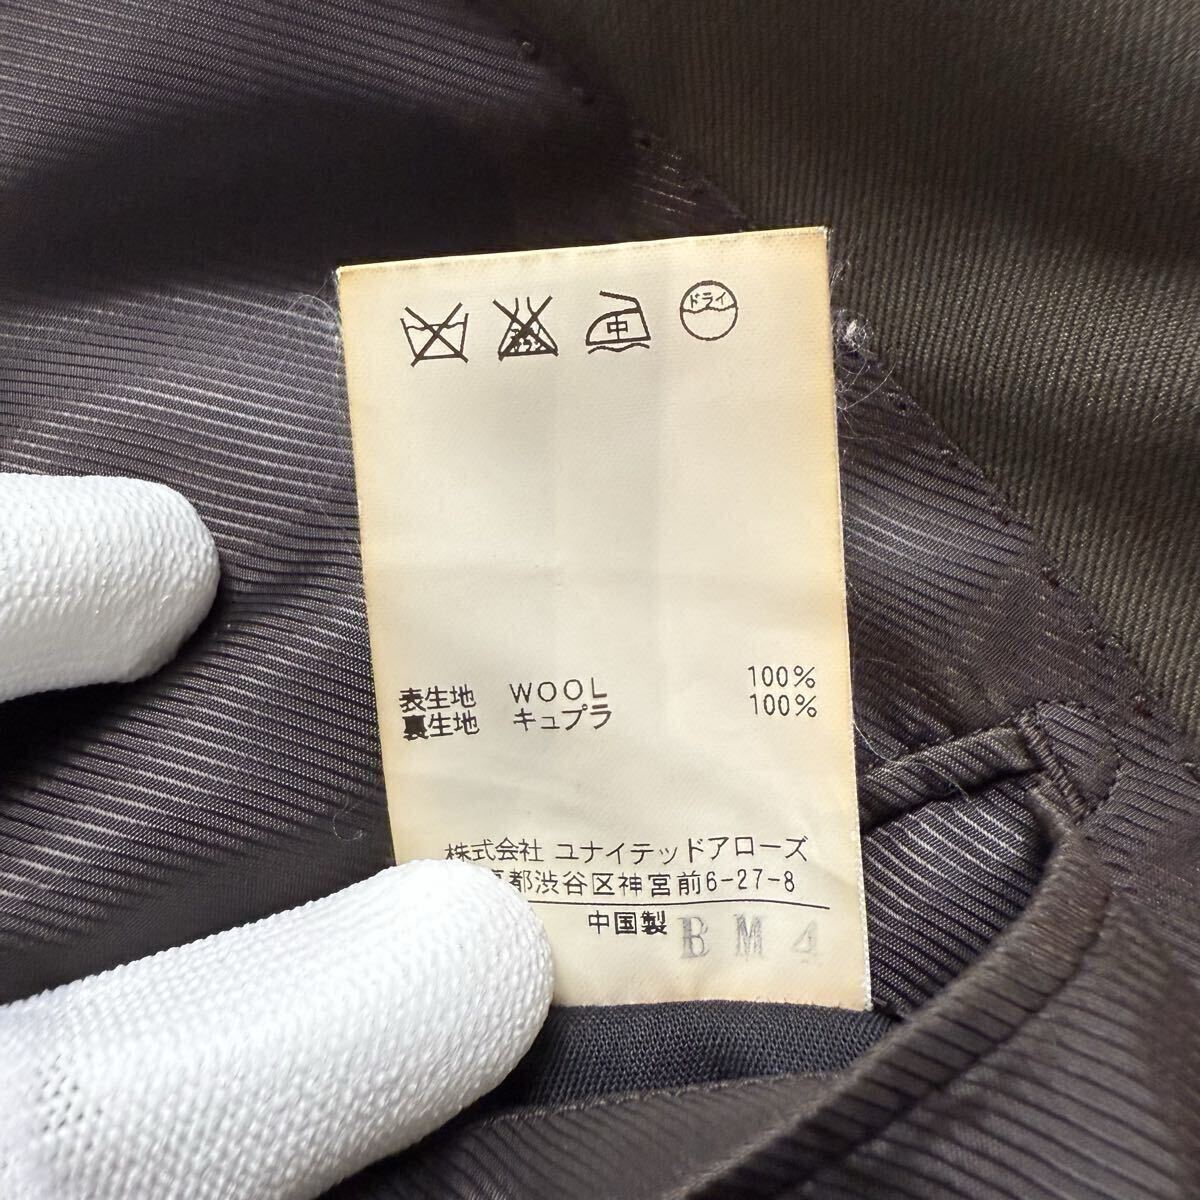 中
ドライ
表生地 WOOL 100%
裏生地 キュプラ 100%
株式会社 ユナイテッドアローズ
都渋谷区神宮前6-27-8
中国製 BM4